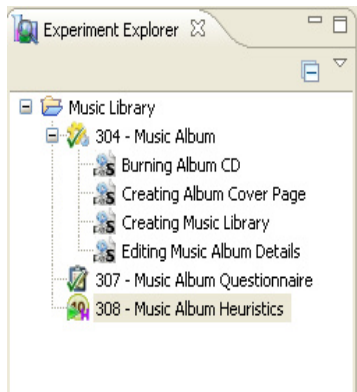 Experiment Explorer
Music Library
304 - Music Album
Burning Album CD
Creating Album Cover Page
Creating Music Library
Editing Music Album Details
307 - Music Album Questionnaire
308 - Music Album Heuristics